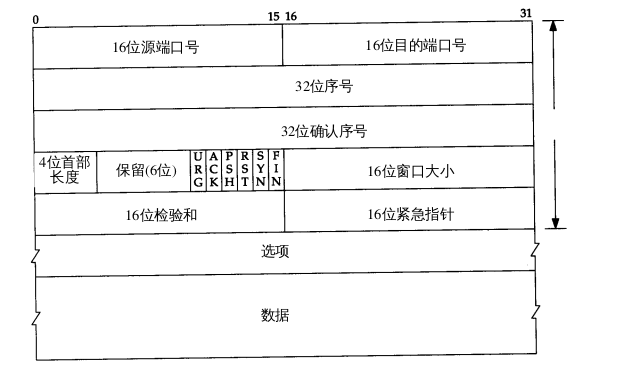 0 15 16 31
16位源端口号 16位目的端口号
32位序号
32位确认序号
4位首部
长度
保留(6位)
URG ACK PSH RST SYN FIN
16位窗口大小
16位检验和 16位紧急指针
选项
数据